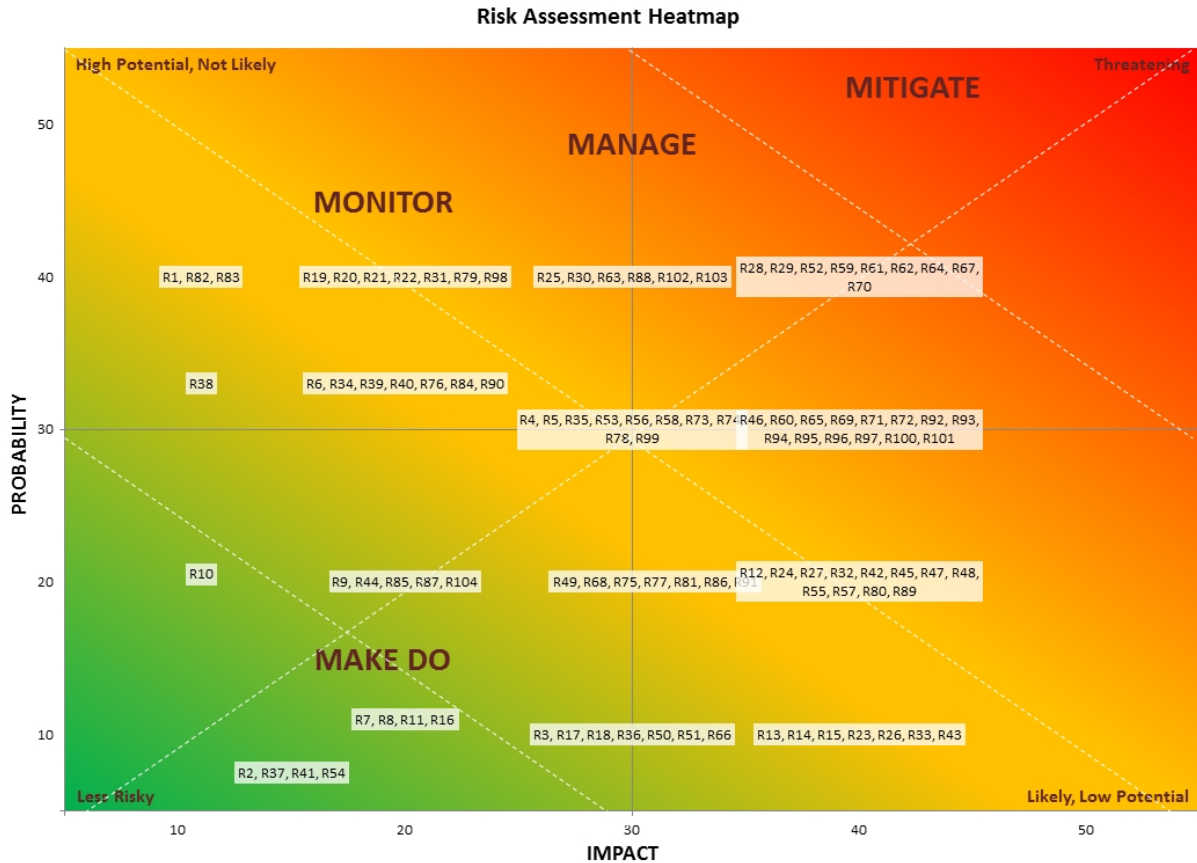 Risk Assessment Heatmap
High Potential, Not Likely
Threatening
MITIGATE
50
MANAGE
MONITOR
40
R1, R82, R83
R19, R20, R21, R22, R31, R79, R98
R25, R30, R63, R88, R102, R103
R28, R29, R52, R59, R61, R62, R64, R67,
R70
R38
R6, R34, R39, R40, R76, R84, R90
30
R4, R5, R35, R53, R56, R58, R73, R74
R78, R99
R46, R60, R65, R69, R71, R72, R92, R93,
R94, R95, R96, R97, R100, R101
PROBABILITY
20
R10
R9, R44, R85, R87, R104
R49, R68, R75, R77, R81, R86, R91
R12, R24, R27, R32, R42, R45, R47, R48,
R55, R57, R80, R89
MAKE DO
R7, R8, R11, R16
10
R3, R17, R18, R36, R50, R51, R66
R13, R14, R15, R23, R26, R33, R43
R2, R37, R41, R54
Less Risky
Likely, Low Potential
10
20
30
40
50
IMPACT